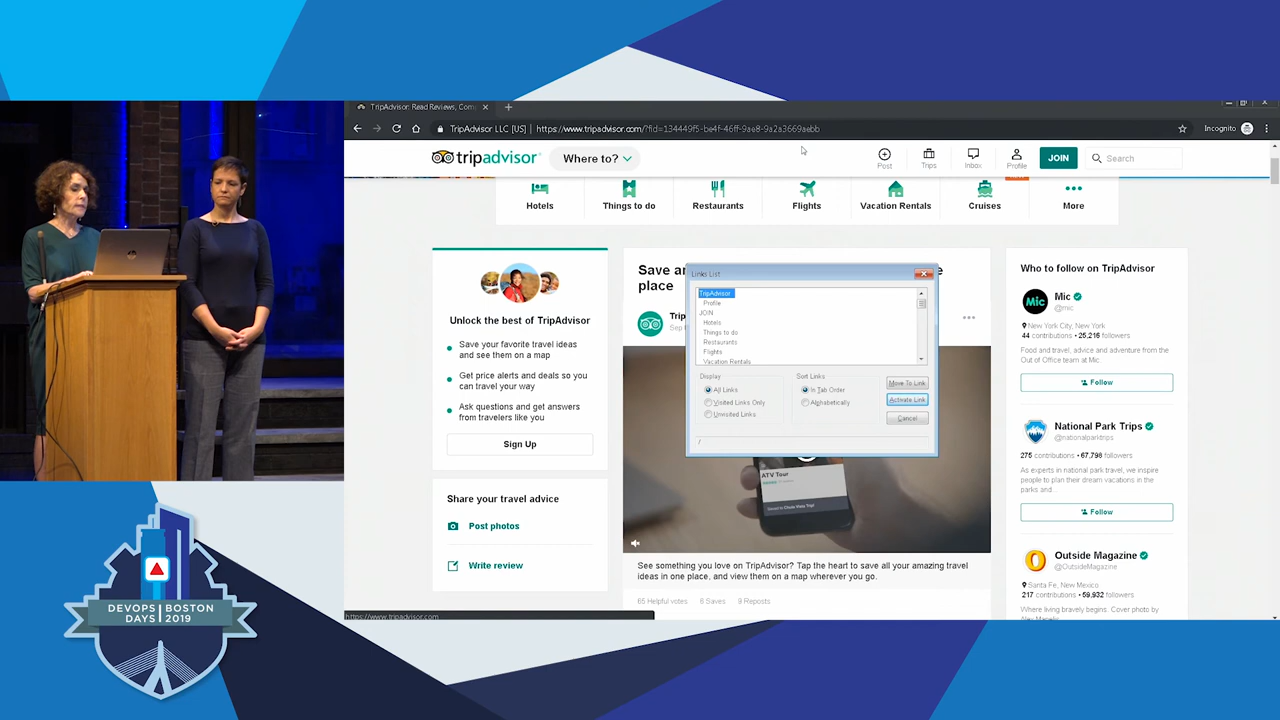 TripAdvisor: Read Reviews, Com
TripAdvisor LLC [US] | https://www.tripadvisor.com/?fid=134449f5-be4f-46ff-9ae8-9a2a3669aebb
Incognito
tripadvisor
Where to?
Post
Trips
Inbox
Profile
JOIN
Search
Hotels
Things to do
Restaurants
Flights
Vacation Rentals
Cruises
More
Unlock the best of TripAdvisor
Save your favorite travel ideas
and see them on a map
Get price alerts and deals so you
can travel your way
Ask questions and get answers
from travelers like you
Sign Up
Share your travel advice
Post photos
Write review
Save
place
Trip
Links List
TripAdvisor
Profile
JOIN
Hotels
Things to do
Restaurants
Flights
Vacation Rentals
Display
All Links
Visited Links Only
Unvisited Links
Sort Links
In Tab Order
Alphabetically
Move To Link
Activate Link
Cancel
/
ATV Tour
See something you love on TripAdvisor? Tap the heart to save all your amazing travel
ideas in one place, and view them on a map wherever you go.
65 Helpful votes 6 Saves 9 Reposts
Who to follow on TripAdvisor
Mic
Mic
@mic
New York City, New York
44 contributions • 25,216 followers
Food and travel, advice and adventure from the
Out of Office team at Mic.
Follow
National Park Trips
@nationalparktrips
275 contributions • 67,798 followers
As experts in national park travel, we inspire
people to plan their dream vacations in the
parks and...
Follow
Outside Magazine
@OutsideMagazine
Santa Fe, New Mexico
217 contributions • 59,932 followers
Where living bravely begins. Cover photo by
https://www.tripadvisor.com
DEVOPS | BOSTON
DAYS | 2019